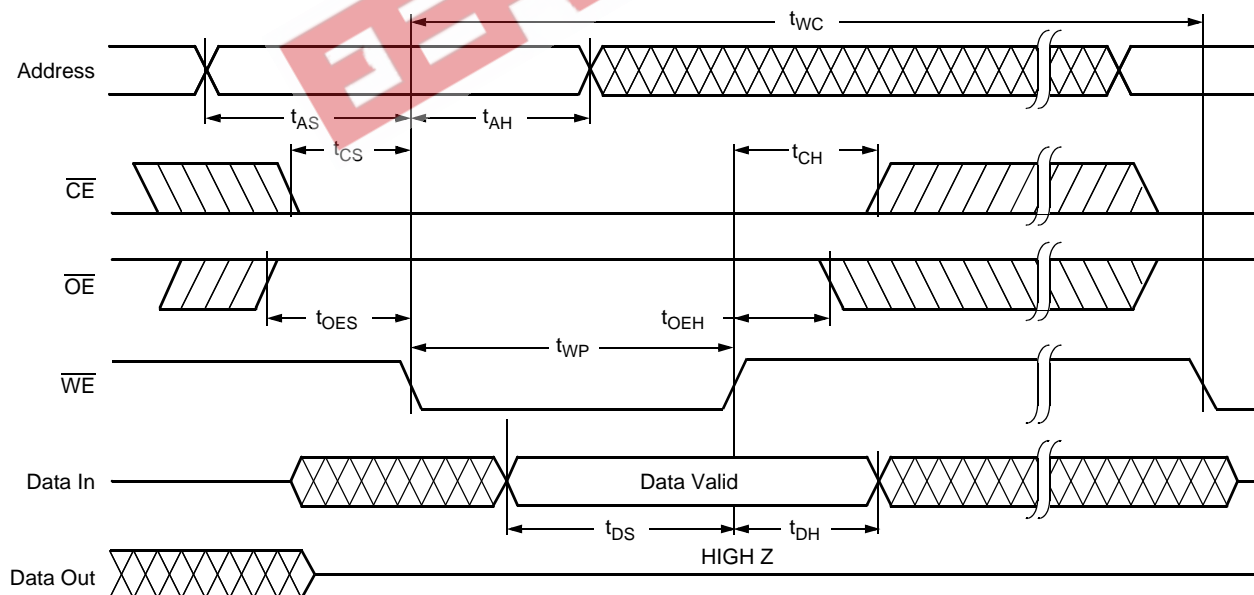 tWC
Address
tAS
tAH
tCS
tCH
CE
OE
tOES
tOEH
tWP
WE
Data In
Data Valid
tDS
tDH
HIGH Z
Data Out